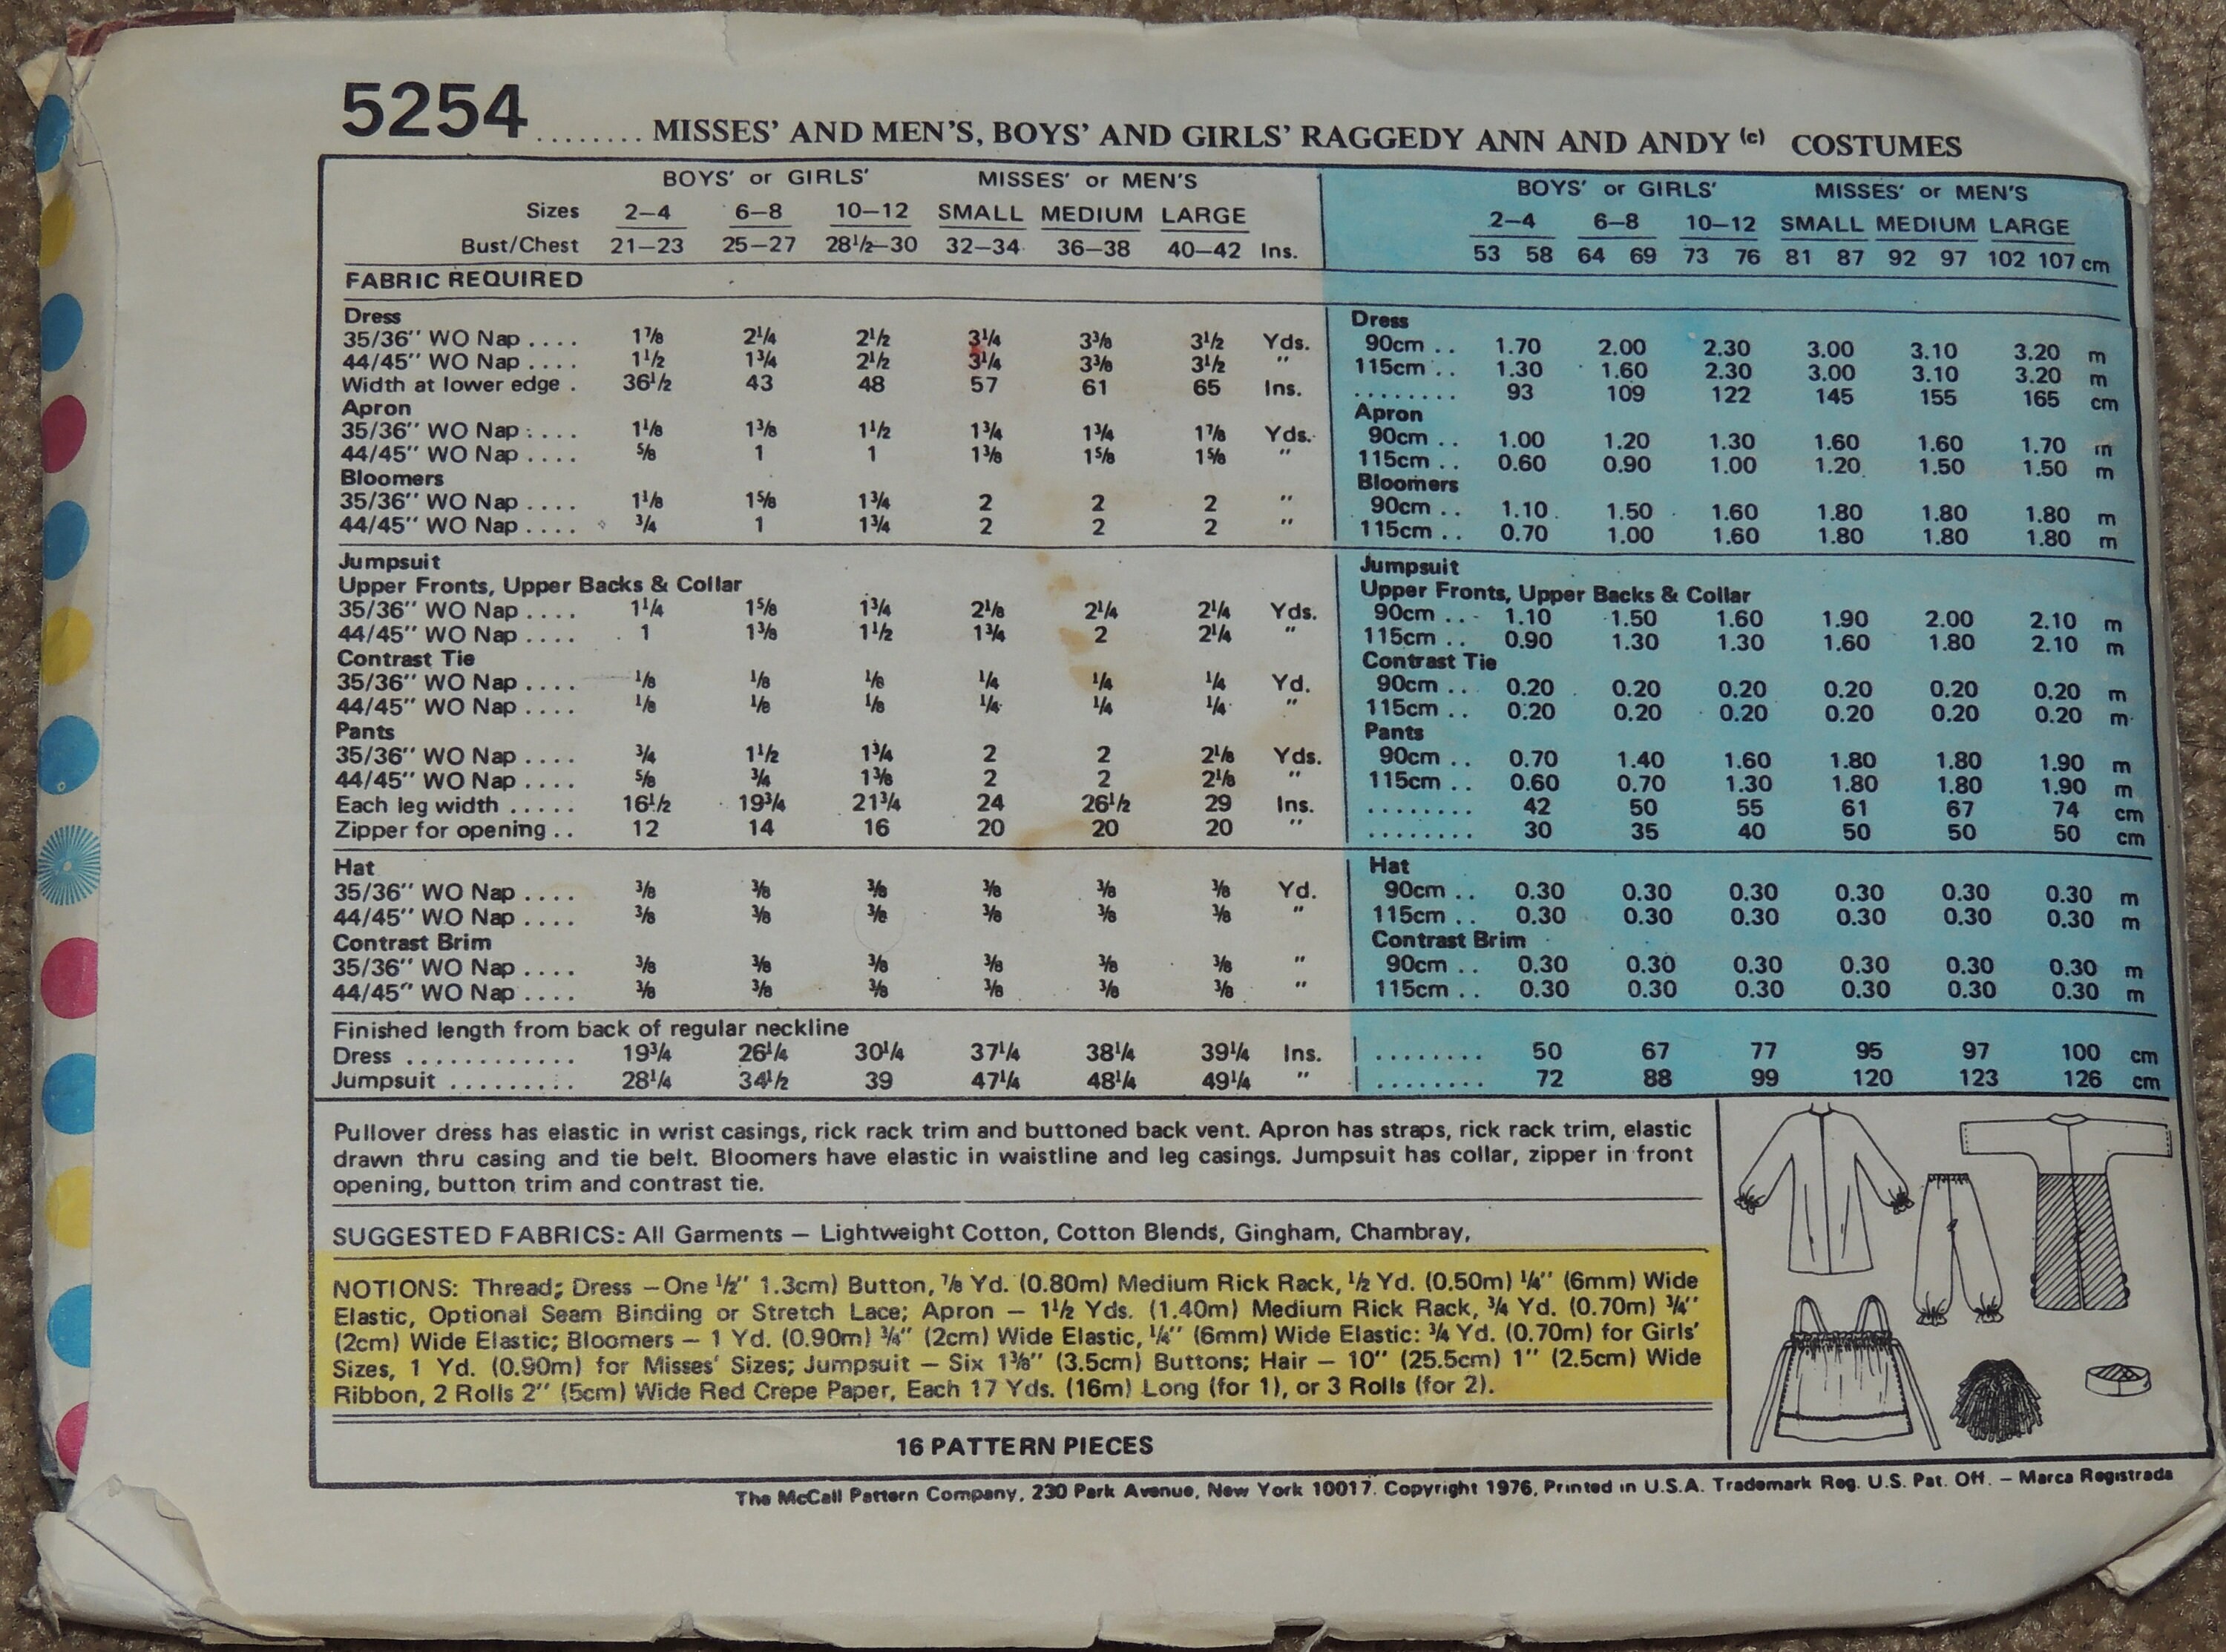 5254 ........ MISSES' AND MEN'S, BOYS' AND GIRLS' RAGGEDY ANN AND ANDY (c) COSTUMES
BOYS' or GIRLS' MISSES' or MEN'S
Sizes 2–4 6–8 10–12 SMALL MEDIUM LARGE
Bust/Chest 21–23 25–27 28½–30 32–34 36–38 40–42 Ins.
FABRIC REQUIRED
Dress
35/36" WO Nap .... 1⅞ 2¼ 2½ 3¼ 3⅜ 3½ Yds.
44/45" WO Nap .... 1½ 1¾ 2½ 3¼ 3⅜ 3½ "
Width at lower edge . 36½ 43 48 57 61 65 Ins.
Apron
35/36" WO Nap .... 1⅛ 1⅜ 1½ 1¾ 1¾ 1⅞ Yds.
44/45" WO Nap .... ⅝ 1 1 1⅜ 1⅝ 1⅝ "
Bloomers
35/36" WO Nap .... 1⅛ 1⅝ 1¾ 2 2 2 "
44/45" WO Nap .... ¾ 1 1¾ 2 2 2 "
Jumpsuit
Upper Fronts, Upper Backs & Collar
35/36" WO Nap .... 1¼ 1⅝ 1¾ 2⅛ 2¼ 2¼ Yds.
44/45" WO Nap .... 1 1⅜ 1½ 1¾ 2 2¼ "
Contrast Tie
35/36" WO Nap .... ⅛ ⅛ ⅛ ¼ ¼ ¼ Yd.
44/45" WO Nap .... ⅛ ⅛ ⅛ ¼ ¼ ¼ "
Pants
35/36" WO Nap .... ¾ 1½ 1¾ 2 2 2⅛ Yds.
44/45" WO Nap .... ⅝ ¾ 1⅜ 2 2 2⅛ "
Each leg width ..... 16½ 19¾ 21¾ 24 26½ 29 Ins.
Zipper for opening .. 12 14 16 20 20 20 "
Hat
35/36" WO Nap .... ⅜ ⅜ ⅜ ⅜ ⅜ ⅜ Yd.
44/45" WO Nap .... ⅜ ⅜ ⅜ ⅜ ⅜ ⅜ "
Contrast Brim
35/36" WO Nap .... ⅜ ⅜ ⅜ ⅜ ⅜ ⅜ "
44/45" WO Nap .... ⅜ ⅜ ⅜ ⅜ ⅜ ⅜ "
Finished length from back of regular neckline
Dress ............ 19¾ 26¼ 30¼ 37¼ 38¼ 39¼ Ins.
Jumpsuit ......... 28¼ 34½ 39 47¼ 48¼ 49¼ "
BOYS' or GIRLS' MISSES' or MEN'S
2–4 6–8 10–12 SMALL MEDIUM LARGE
53 58 64 69 73 76 81 87 92 97 102 107 cm
Dress
90cm .. 1.70 2.00 2.30 3.00 3.10 3.20 m
115cm .. 1.30 1.60 2.30 3.00 3.10 3.20 m
........ 93 109 122 145 155 165 cm
Apron
90cm .. 1.00 1.20 1.30 1.60 1.60 1.70 m
115cm .. 0.60 0.90 1.00 1.20 1.50 1.50 m
Bloomers
90cm .. 1.10 1.50 1.60 1.80 1.80 1.80 m
115cm .. 0.70 1.00 1.60 1.80 1.80 1.80 m
Jumpsuit
Upper Fronts, Upper Backs & Collar
90cm .. 1.10 1.50 1.60 1.90 2.00 2.10 m
115cm .. 0.90 1.30 1.30 1.60 1.80 2.10 m
Contrast Tie
90cm .. 0.20 0.20 0.20 0.20 0.20 0.20 m
115cm .. 0.20 0.20 0.20 0.20 0.20 0.20 m
Pants
90cm .. 0.70 1.40 1.60 1.80 1.80 1.90 m
115cm .. 0.60 0.70 1.30 1.80 1.80 1.90 m
........ 42 50 55 61 67 74 cm
........ 30 35 40 50 50 50 cm
Hat
90cm .. 0.30 0.30 0.30 0.30 0.30 0.30 m
115cm .. 0.30 0.30 0.30 0.30 0.30 0.30 m
Contrast Brim
90cm .. 0.30 0.30 0.30 0.30 0.30 0.30 m
115cm .. 0.30 0.30 0.30 0.30 0.30 0.30 m
........ 50 67 77 95 97 100 cm
........ 72 88 99 120 123 126 cm
Pullover dress has elastic in wrist casings, rick rack trim and buttoned back vent. Apron has straps, rick rack trim, elastic
drawn thru casing and tie belt. Bloomers have elastic in waistline and leg casings. Jumpsuit has collar, zipper in front
opening, button trim and contrast tie.
SUGGESTED FABRICS: All Garments — Lightweight Cotton, Cotton Blends, Gingham, Chambray,
NOTIONS: Thread; Dress —One ½" 1.3cm) Button, ⅞ Yd. (0.80m) Medium Rick Rack, ½ Yd. (0.50m) ¼" (6mm) Wide
Elastic, Optional Seam Binding or Stretch Lace; Apron — 1½ Yds. (1.40m) Medium Rick Rack, ¾ Yd. (0.70m) ¾"
(2cm) Wide Elastic; Bloomers — 1 Yd. (0.90m) ¾" (2cm) Wide Elastic, ¼" (6mm) Wide Elastic: ¾ Yd. (0.70m) for Girls'
Sizes, 1 Yd. (0.90m) for Misses' Sizes; Jumpsuit — Six 1⅜" (3.5cm) Buttons; Hair — 10" (25.5cm) 1" (2.5cm) Wide
Ribbon, 2 Rolls 2" (5cm) Wide Red Crepe Paper, Each 17 Yds. (16m) Long (for 1), or 3 Rolls (for 2).
16 PATTERN PIECES
The McCall Pattern Company, 230 Park Avenue, New York 10017. Copyright 1976, Printed in U.S.A. Trademark Reg. U.S. Pat. Off. — Marca Registrada